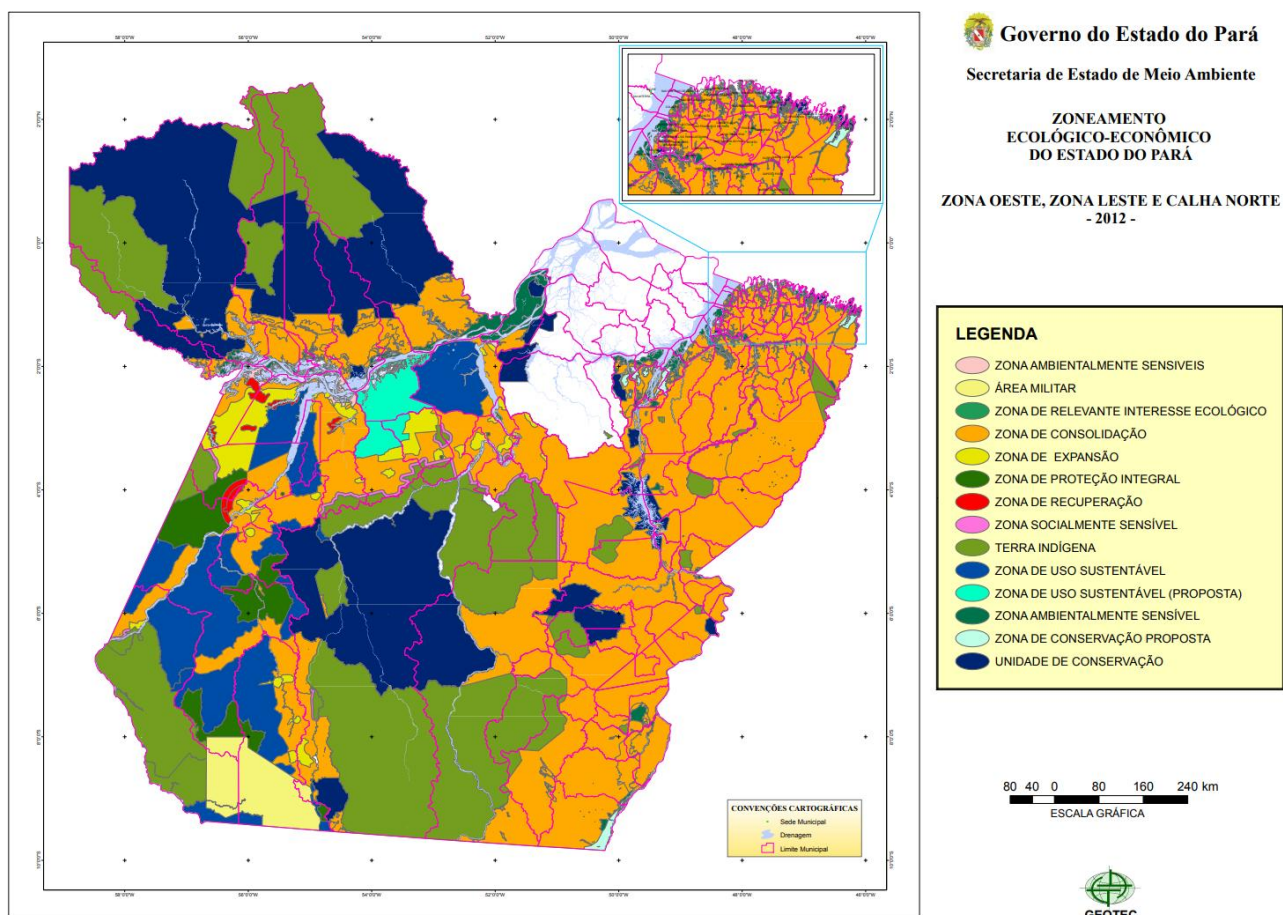 Governo do Estado do Pará
Secretaria de Estado de Meio Ambiente
ZONEAMENTO
ECOLÓGICO-ECONÔMICO
DO ESTADO DO PARÁ
ZONA OESTE, ZONA LESTE E CALHA NORTE
- 2012 -
LEGENDA
ZONA AMBIENTALMENTE SENSIVEIS
ÁREA MILITAR
ZONA DE RELEVANTE INTERESSE ECOLÓGICO
ZONA DE CONSOLIDAÇÃO
ZONA DE EXPANSÃO
ZONA DE PROTEÇÃO INTEGRAL
ZONA DE RECUPERAÇÃO
ZONA SOCIALMENTE SENSÍVEL
TERRA INDÍGENA
ZONA DE USO SUSTENTÁVEL
ZONA DE USO SUSTENTÁVEL (PROPOSTA)
ZONA AMBIENTALMENTE SENSÍVEL
ZONA DE CONSERVAÇÃO PROPOSTA
UNIDADE DE CONSERVAÇÃO
CONVENÇÕES CARTOGRÁFICAS
Sede Municipal
Drenagem
Limite Municipal
80 40 0 80 160 240 km
ESCALA GRÁFICA
GEOTEC